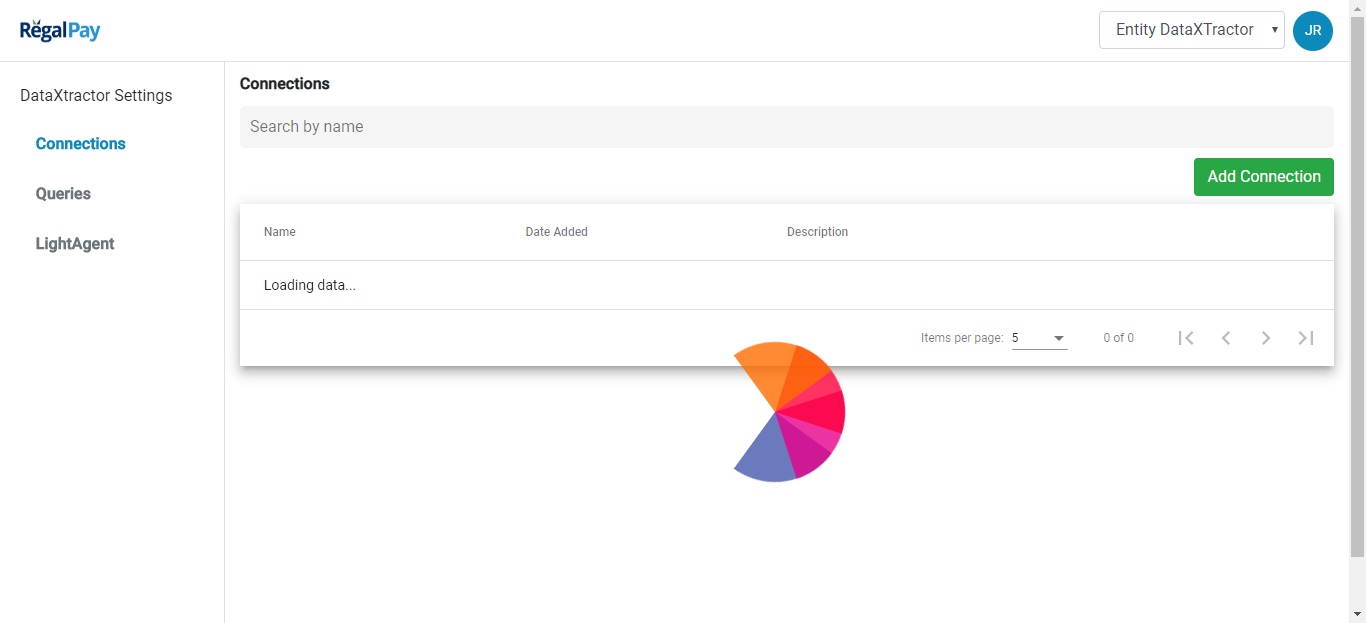 RegalPay
Entity DataXTractor
JR
DataXtractor Settings
Connections
Queries
LightAgent
Connections
Search by name
Add Connection
Name Date Added Description
Loading data...
Items per page: 5 0 of 0